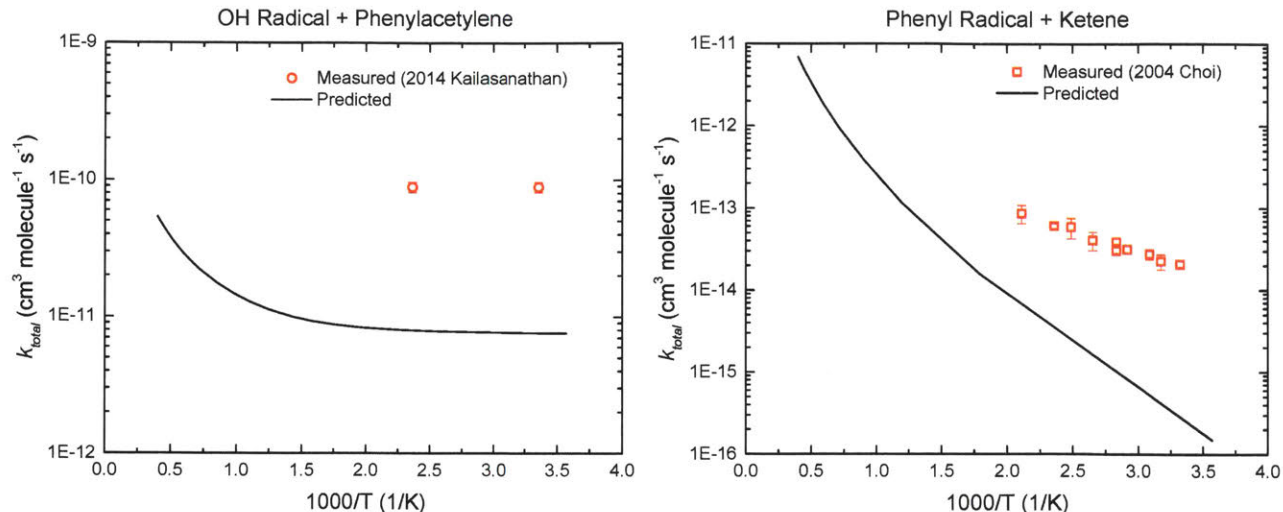 OH Radical + Phenylacetylene
1E-9
1E-10
1E-11
1E-12
k_total (cm³ molecule⁻¹ s⁻¹)
Measured (2014 Kailasanathan)
Predicted
0.0 0.5 1.0 1.5 2.0 2.5 3.0 3.5 4.0
1000/T (1/K)
Phenyl Radical + Ketene
1E-11
1E-12
1E-13
1E-14
1E-15
1E-16
k_total (cm³ molecule⁻¹ s⁻¹)
Measured (2004 Choi)
Predicted
0.0 0.5 1.0 1.5 2.0 2.5 3.0 3.5 4.0
1000/T (1/K)